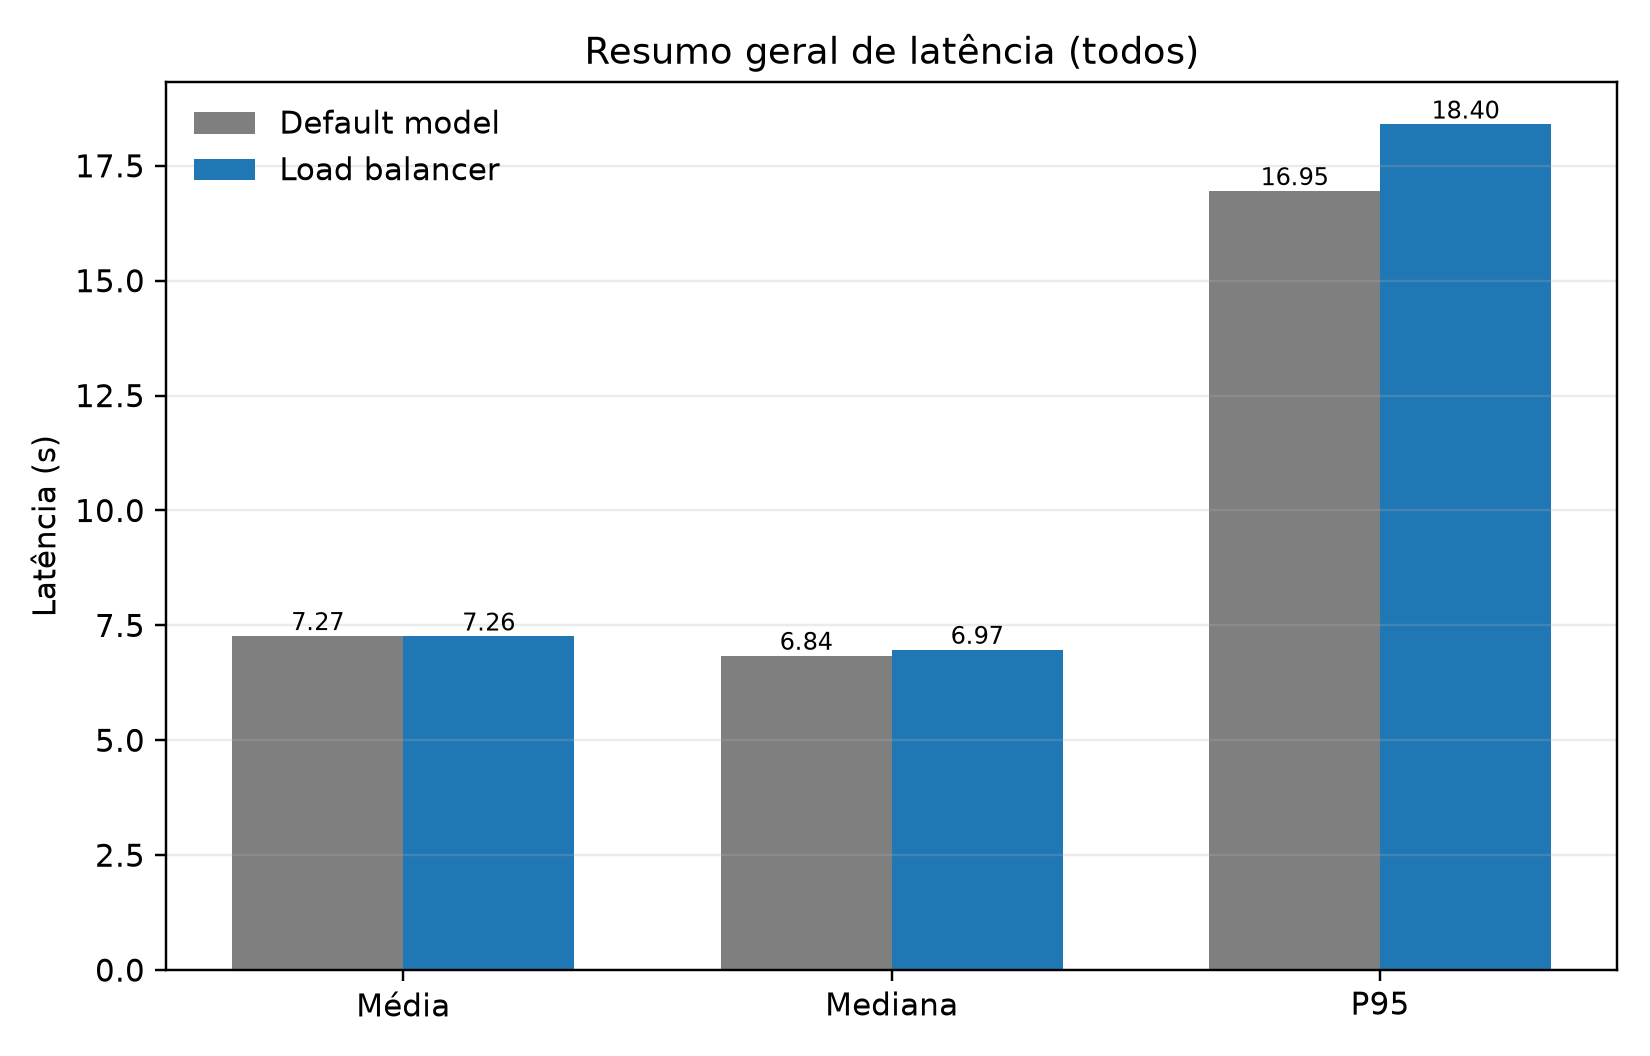 Resumo geral de latência (todos)
Default model
Load balancer
Latência (s)
17.5
15.0
12.5
10.0
7.5
5.0
2.5
0.0
7.27
7.26
6.84
6.97
16.95
18.40
Média
Mediana
P95